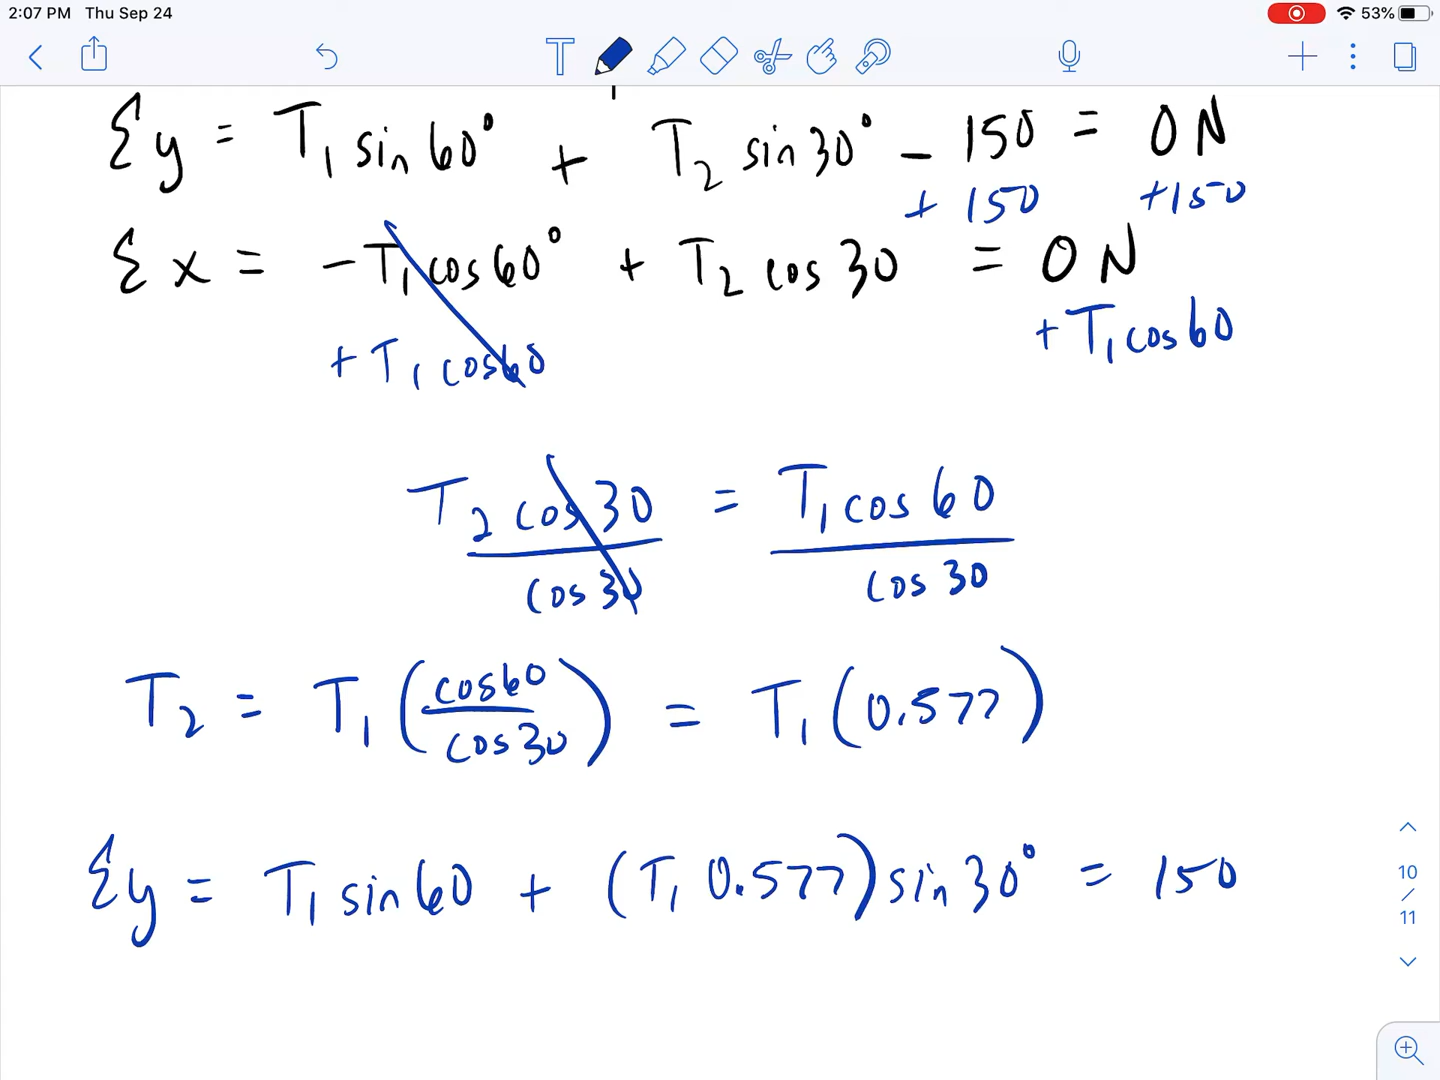 2:07 PM Thu Sep 24 53%
T
Σy = T₁ sin 60° + T₂ sin 30° - 150 = 0 N
+ 150 +150
Σx = -T₁ cos 60° + T₂ cos 30 = 0 N
+ T₁ cos 60 + T₁ cos 60
T₂ cos 30 = T₁ cos 60
cos 30 cos 30
T₂ = T₁ (cos 60 / cos 30) = T₁ (0.577)
Σy = T₁ sin 60 + (T₁ 0.577) sin 30° = 150
10
/
11